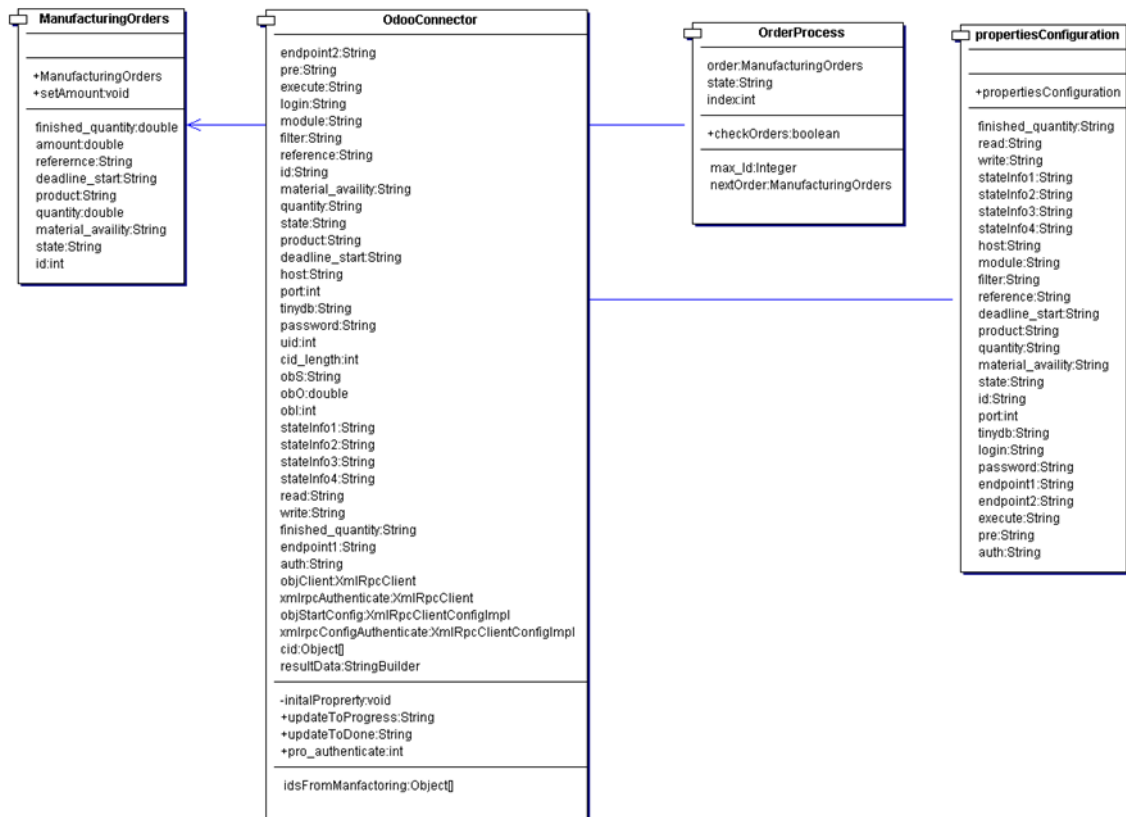 ManufacturingOrders
+ManufacturingOrders
+setAmount:void
finished_quantity:double
amount:double
referernce:String
deadline_start:String
product:String
quantity:double
material_availity:String
state:String
id:int
OdooConnector
endpoint2:String
pre:String
execute:String
login:String
module:String
filter:String
reference:String
id:String
material_availity:String
quantity:String
state:String
product:String
deadline_start:String
host:String
port:int
tinydb:String
password:String
uid:int
cid_length:int
obS:String
obO:double
obI:int
stateInfo1:String
stateInfo2:String
stateInfo3:String
stateInfo4:String
read:String
write:String
finished_quantity:String
endpoint1:String
auth:String
objClient:XmlRpcClient
xmlrpcAuthenticate:XmlRpcClient
objStartConfig:XmlRpcClientConfigImpl
xmlrpcConfigAuthenticate:XmlRpcClientConfigImpl
cid:Object[]
resultData:StringBuilder
-initalProprerty:void
+updateToProgress:String
+updateToDone:String
+pro_authenticate:int
idsFromManfactoring:Object[]
OrderProcess
order:ManufacturingOrders
state:String
index:int
+checkOrders:boolean
max_Id:Integer
nextOrder:ManufacturingOrders
propertiesConfiguration
+propertiesConfiguration
finished_quantity:String
read:String
write:String
stateInfo1:String
stateInfo2:String
stateInfo3:String
stateInfo4:String
host:String
module:String
filter:String
reference:String
deadline_start:String
product:String
quantity:String
material_availity:String
state:String
id:String
port:int
tinydb:String
login:String
password:String
endpoint1:String
endpoint2:String
execute:String
pre:String
auth:String